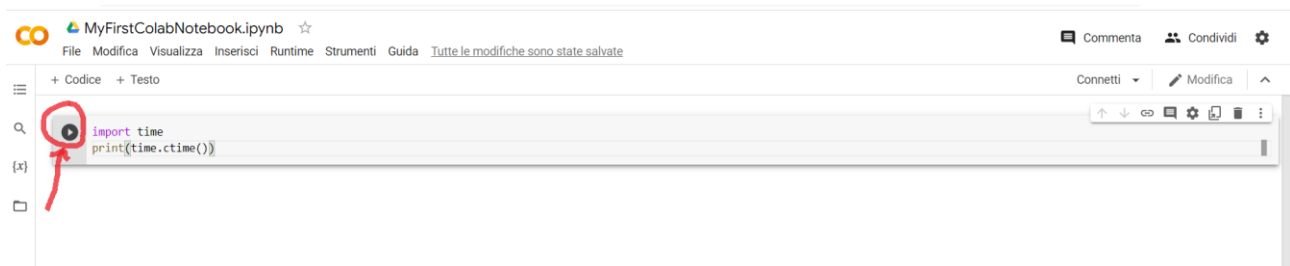 MyFirstColabNotebook.ipynb
Commenta Condividi
File Modifica Visualizza Inserisci Runtime Strumenti Guida Tutte le modifiche sono state salvate
+ Codice + Testo Connetti Modifica
import time
print(time.ctime())
{x}